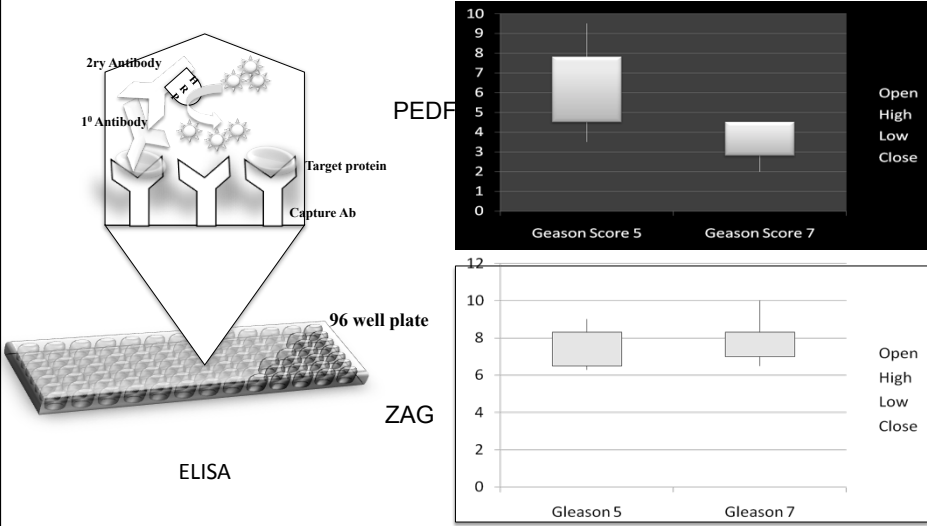 2ry Antibody
H
R
P
1⁰ Antibody
Target protein
Capture Ab
96 well plate
ELISA
PEDF
10
9
8
7
6
5
4
3
2
1
0
Geason Score 5
Geason Score 7
Open
High
Low
Close
ZAG
12
10
8
6
4
2
0
Gleason 5
Gleason 7
Open
High
Low
Close